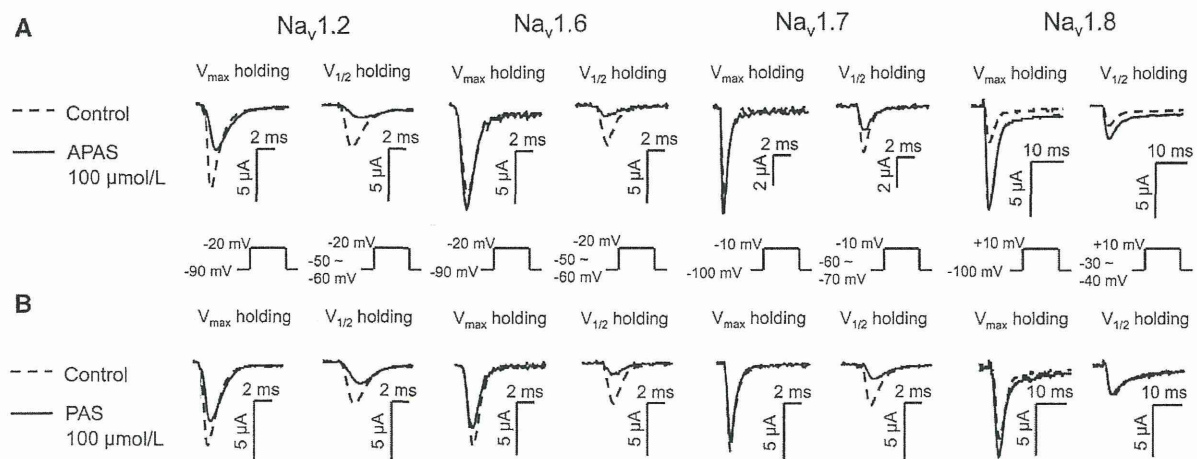 A
Nav1.2 Nav1.6 Nav1.7 Nav1.8
Vmax holding V1/2 holding Vmax holding V1/2 holding Vmax holding V1/2 holding Vmax holding V1/2 holding
Control
APAS
100 µmol/L
2 ms 2 ms 2 ms 2 ms 2 ms 2 ms 10 ms 10 ms
5 µA 5 µA 5 µA 5 µA 2 µA 2 µA 5 µA 5 µA
-20 mV -20 mV -20 mV -20 mV -10 mV -10 mV +10 mV +10 mV
-90 mV -50 ~ -60 mV -90 mV -50 ~ -60 mV -100 mV -60 ~ -70 mV -100 mV -30 ~ -40 mV
B
Vmax holding V1/2 holding Vmax holding V1/2 holding Vmax holding V1/2 holding Vmax holding V1/2 holding
Control
PAS
100 µmol/L
2 ms 2 ms 2 ms 2 ms 2 ms 2 ms 10 ms 10 ms
5 µA 5 µA 5 µA 5 µA 5 µA 5 µA 5 µA 5 µA